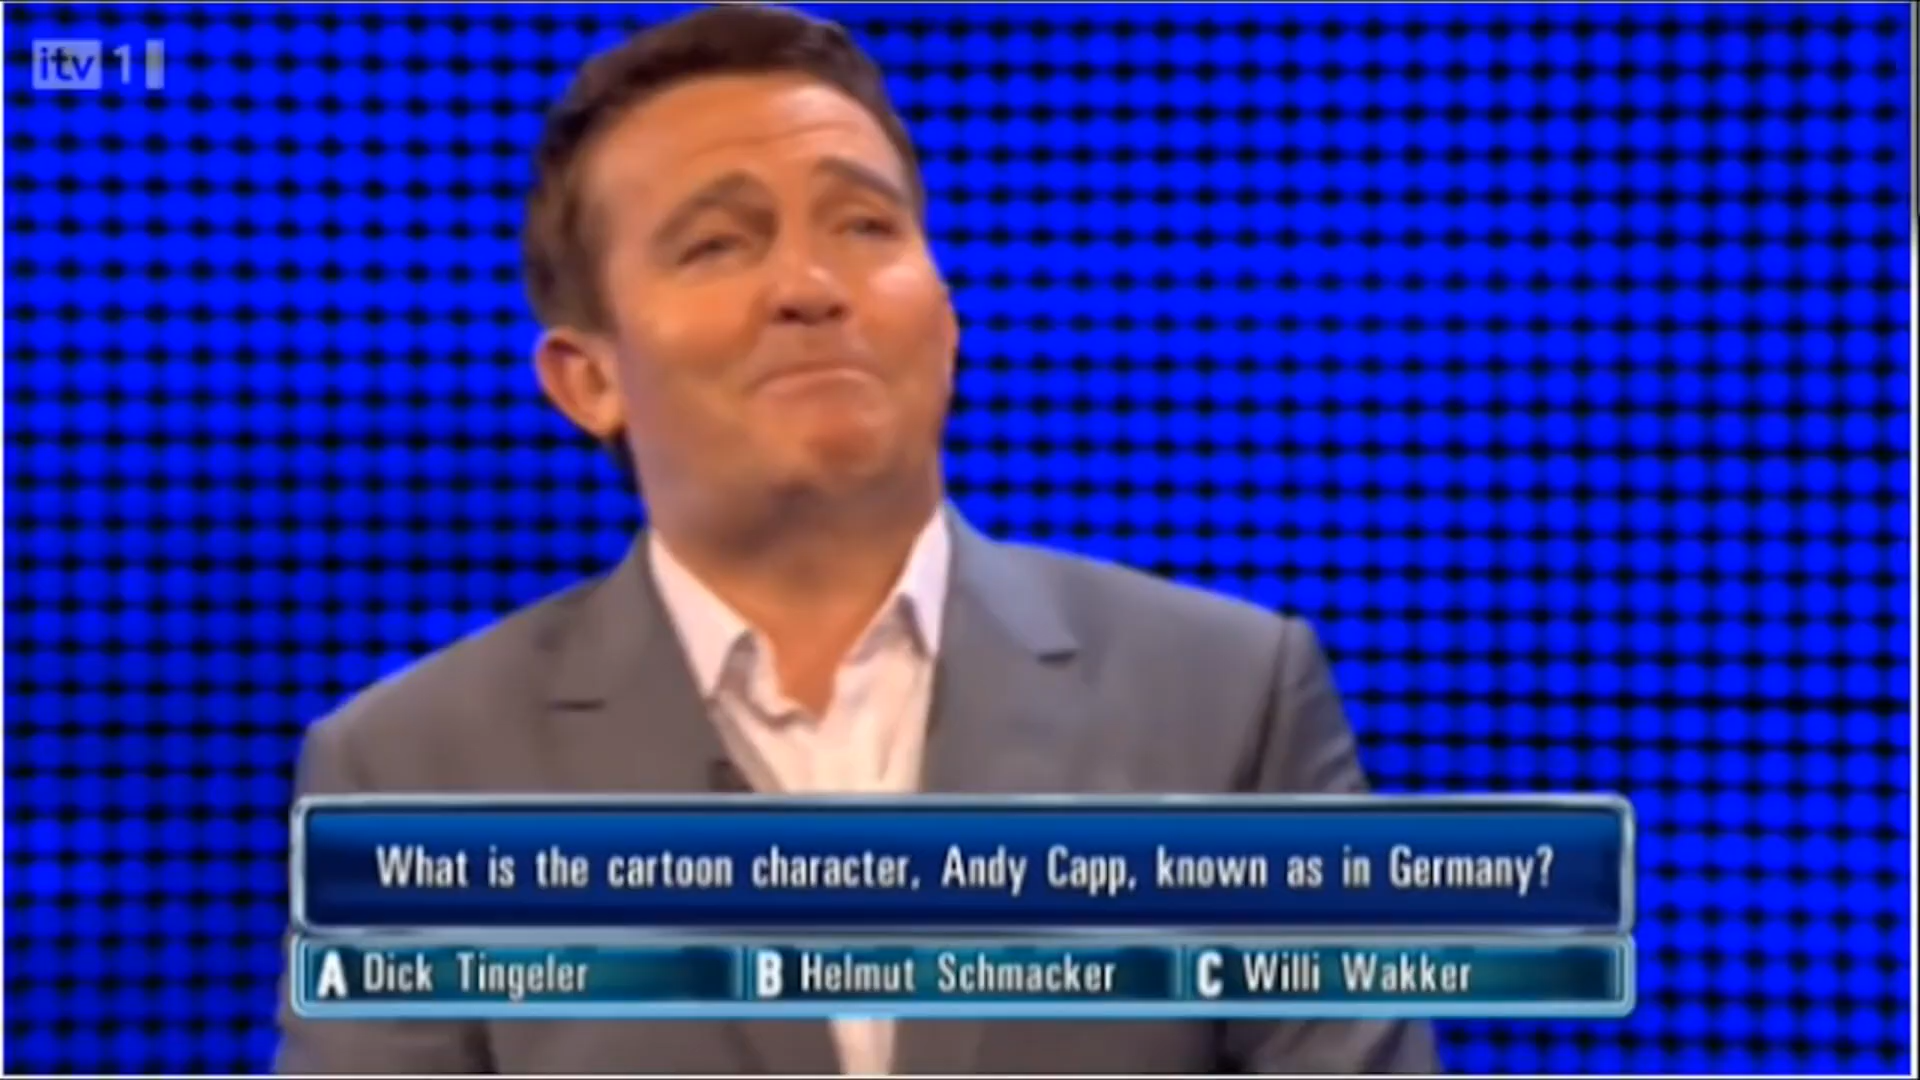 itv 1
What is the cartoon character, Andy Capp, known as in Germany?
A Dick Tingeler
B Helmut Schmacker
C Willi Wakker